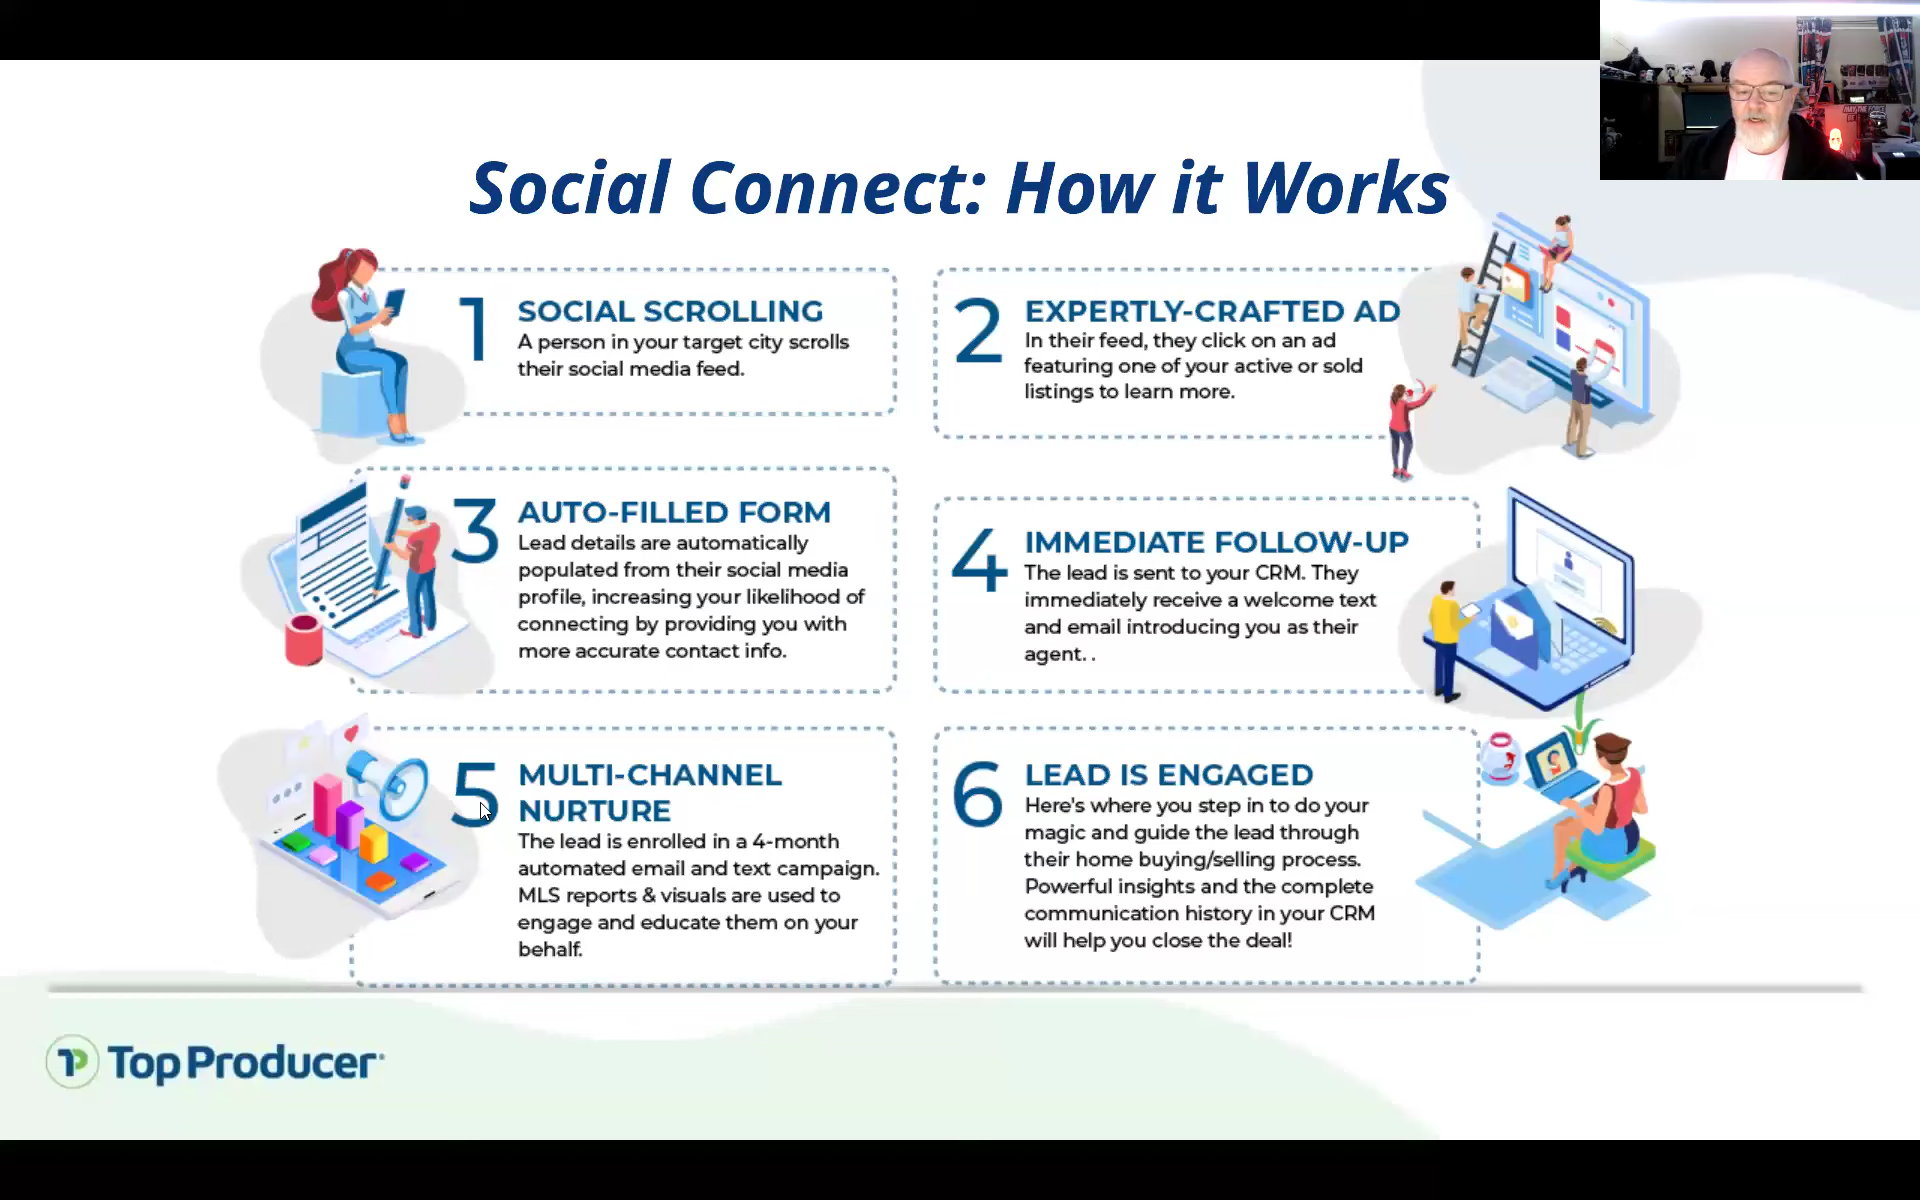 Social Connect: How it Works
1
SOCIAL SCROLLING
A person in your target city scrolls
their social media feed.
2
EXPERTLY-CRAFTED AD
In their feed, they click on an ad
featuring one of your active or sold
listings to learn more.
3
AUTO-FILLED FORM
Lead details are automatically
populated from their social media
profile, increasing your likelihood of
connecting by providing you with
more accurate contact info.
4
IMMEDIATE FOLLOW-UP
The lead is sent to your CRM. They
immediately receive a welcome text
and email introducing you as their
agent. .
5
MULTI-CHANNEL
NURTURE
The lead is enrolled in a 4-month
automated email and text campaign.
MLS reports & visuals are used to
engage and educate them on your
behalf.
6
LEAD IS ENGAGED
Here's where you step in to do your
magic and guide the lead through
their home buying/selling process.
Powerful insights and the complete
communication history in your CRM
will help you close the deal!
Top Producer